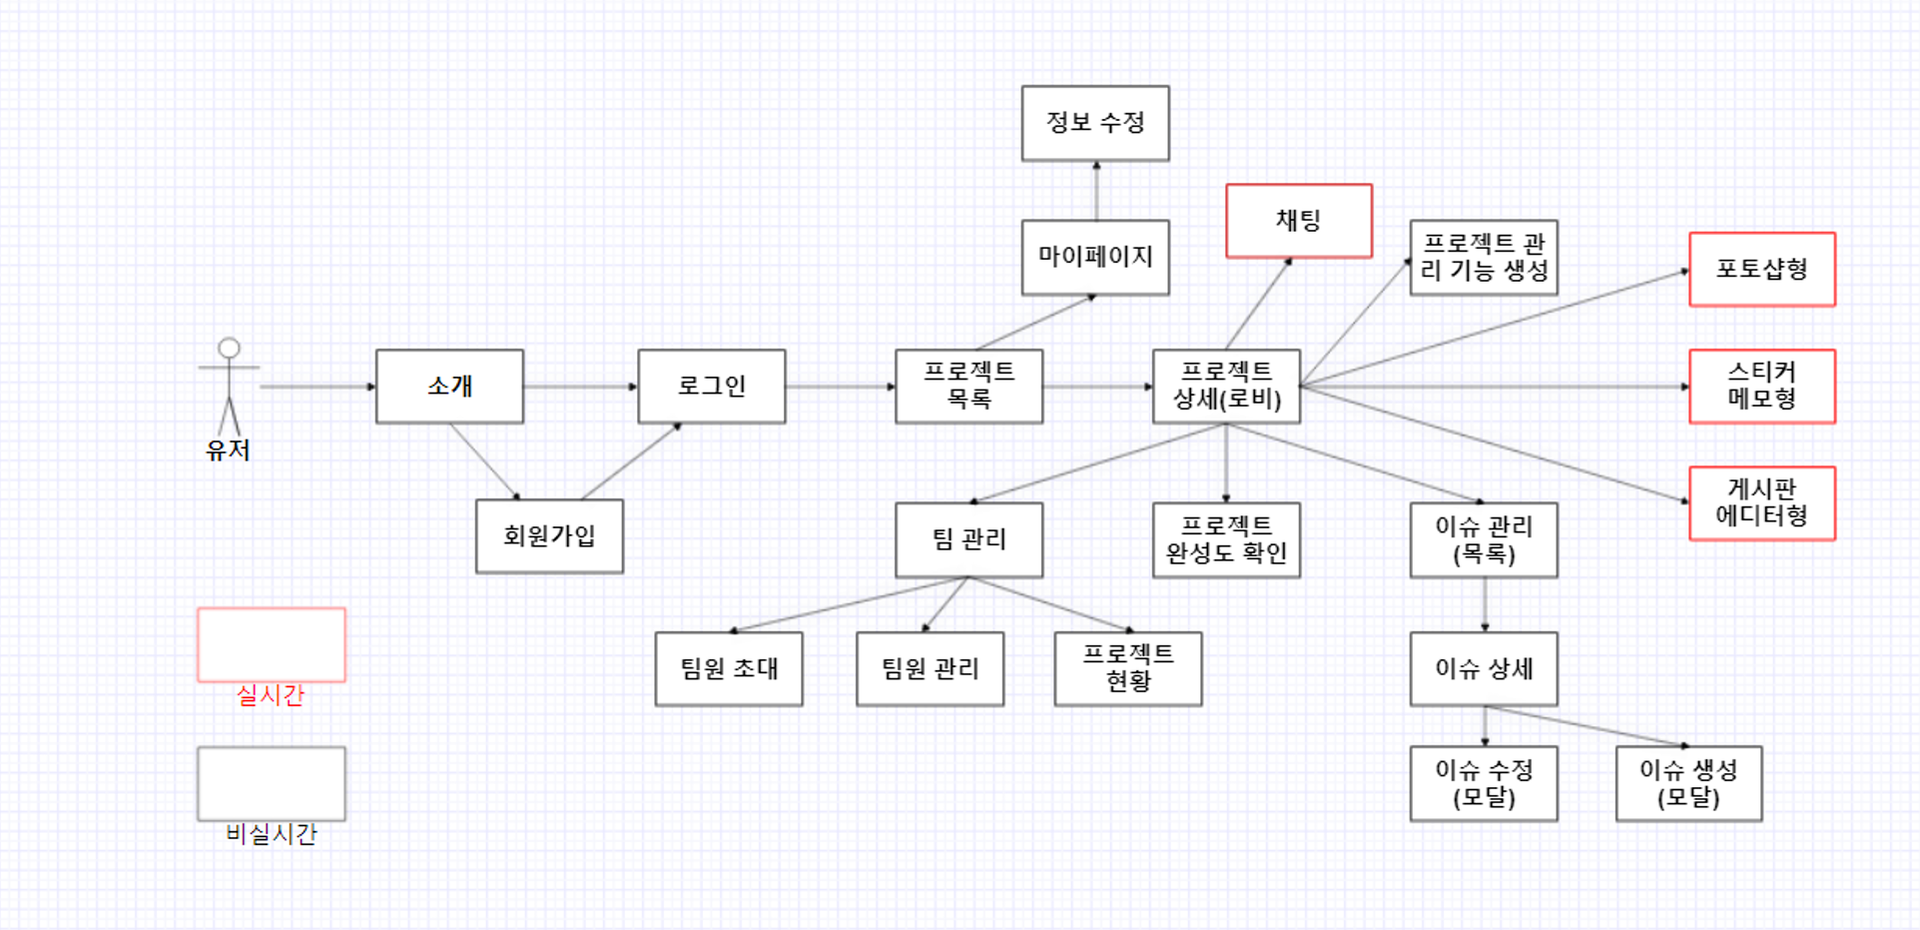 정보 수정
채팅
마이페이지
프로젝트 관
리 기능 생성
포토샵형
유저
소개
로그인
프로젝트
목록
프로젝트
상세(로비)
스티커
메모형
회원가입
팀 관리
프로젝트
완성도 확인
이슈 관리
(목록)
게시판
에디터형
실시간
팀원 초대
팀원 관리
프로젝트
현황
이슈 상세
비실시간
이슈 수정
(모달)
이슈 생성
(모달)